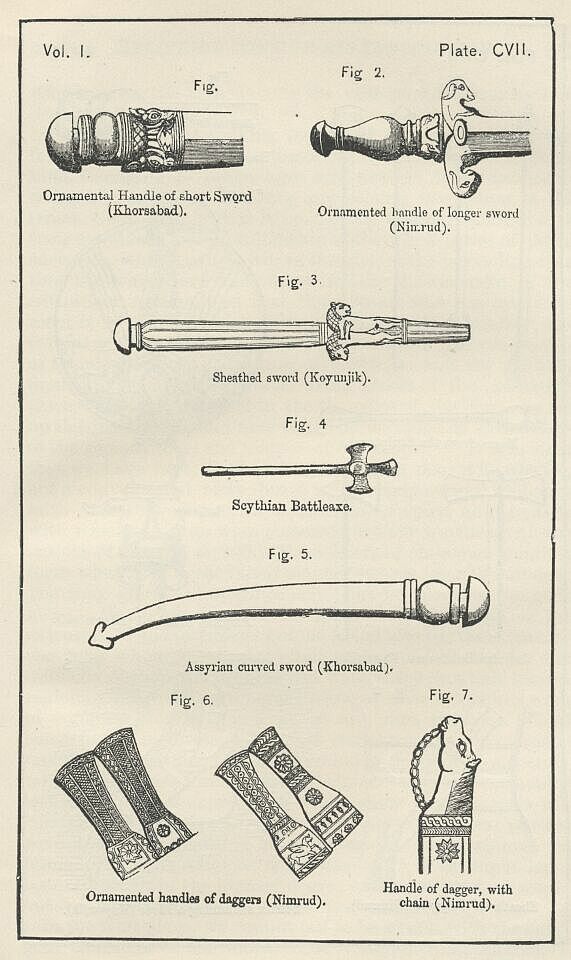 Vol. I.
Plate. CVII.
Fig.
Fig 2.
Ornamental Handle of short Sword
(Khorsabad).
Ornamented handle of longer sword
(Nimrud).
Fig. 3.
Sheathed sword (Koyunjik).
Fig. 4
Scythian Battleaxe.
Fig. 5.
Assyrian curved sword (Khorsabad).
Fig. 6.
Fig. 7.
Ornamented handles of daggers (Nimrud).
Handle of dagger, with
chain (Nimrud).